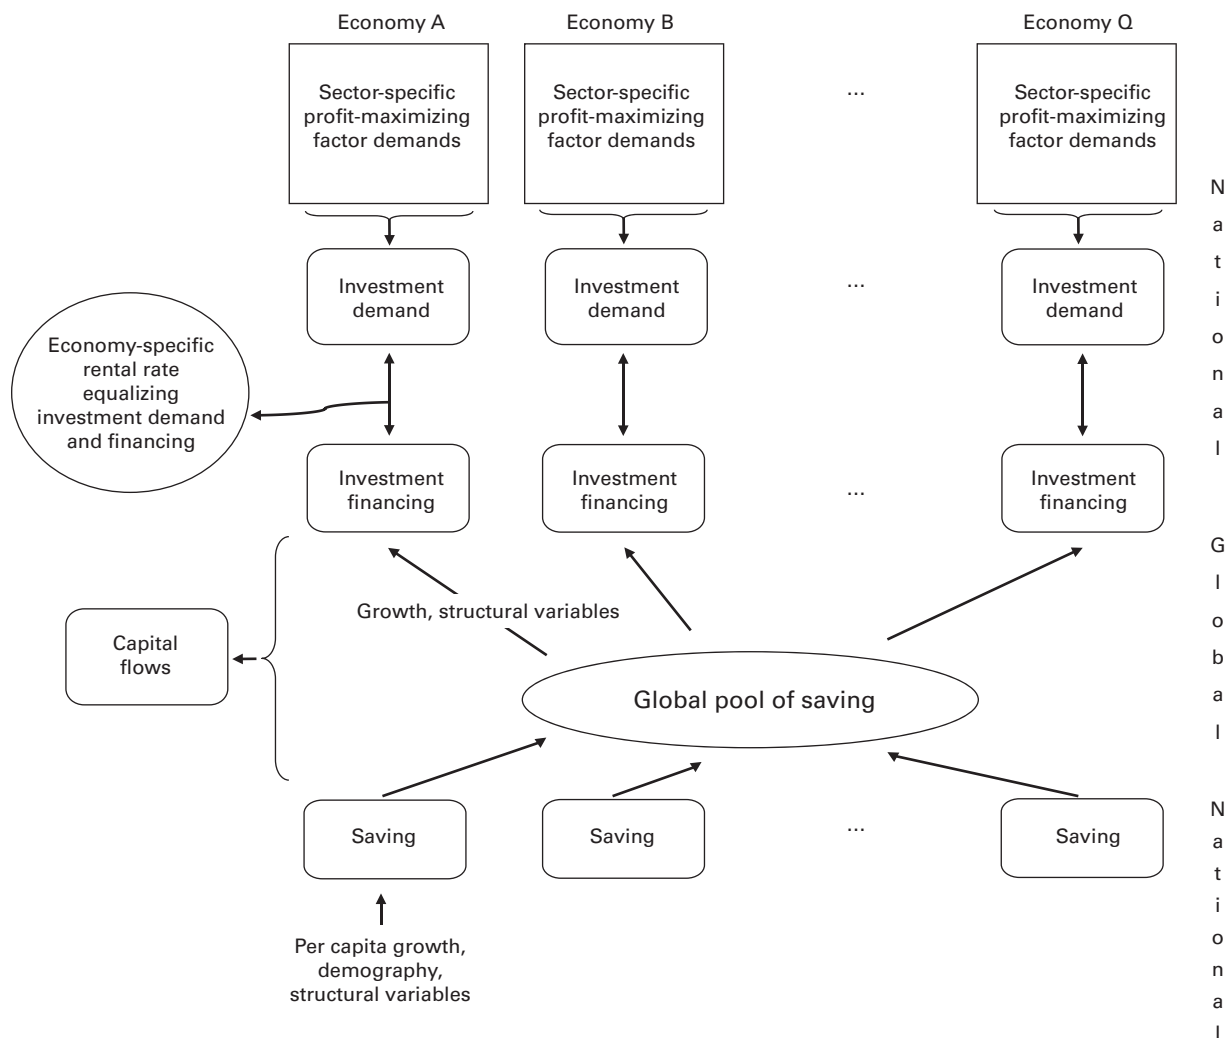 Economy A
Economy B
Economy Q
Sector-specific
profit-maximizing
factor demands
Sector-specific
profit-maximizing
factor demands
...
Sector-specific
profit-maximizing
factor demands
Investment
demand
Investment
demand
...
Investment
demand
Economy-specific
rental rate
equalizing
investment demand
and financing
Investment
financing
Investment
financing
...
Investment
financing
Growth, structural variables
Capital
flows
Global pool of saving
Saving
Saving
...
Saving
Per capita growth,
demography,
structural variables
National
Global
National